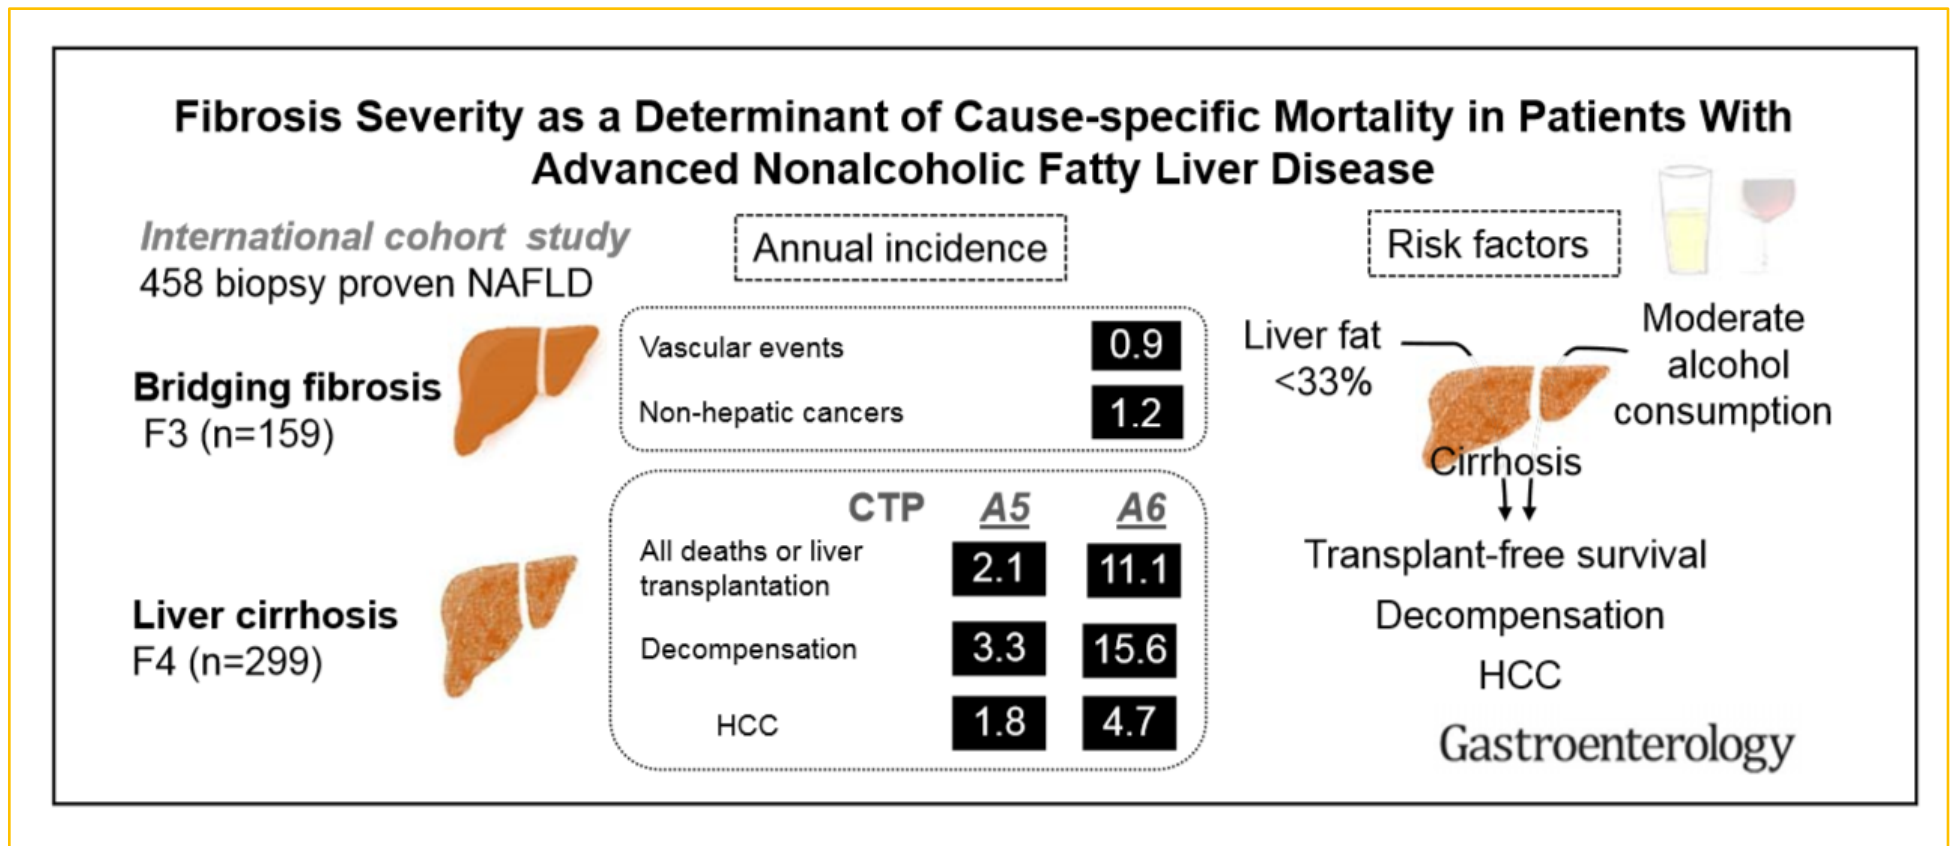 Fibrosis Severity as a Determinant of Cause-specific Mortality in Patients With
Advanced Nonalcoholic Fatty Liver Disease
International cohort study
458 biopsy proven NAFLD
Bridging fibrosis
F3 (n=159)
Liver cirrhosis
F4 (n=299)
Annual incidence
Vascular events 0.9
Non-hepatic cancers 1.2
CTP A5 A6
All deaths or liver
transplantation 2.1 11.1
Decompensation 3.3 15.6
HCC 1.8 4.7
Risk factors
Liver fat
<33%
Moderate
alcohol
consumption
Cirrhosis
Transplant-free survival
Decompensation
HCC
Gastroenterology